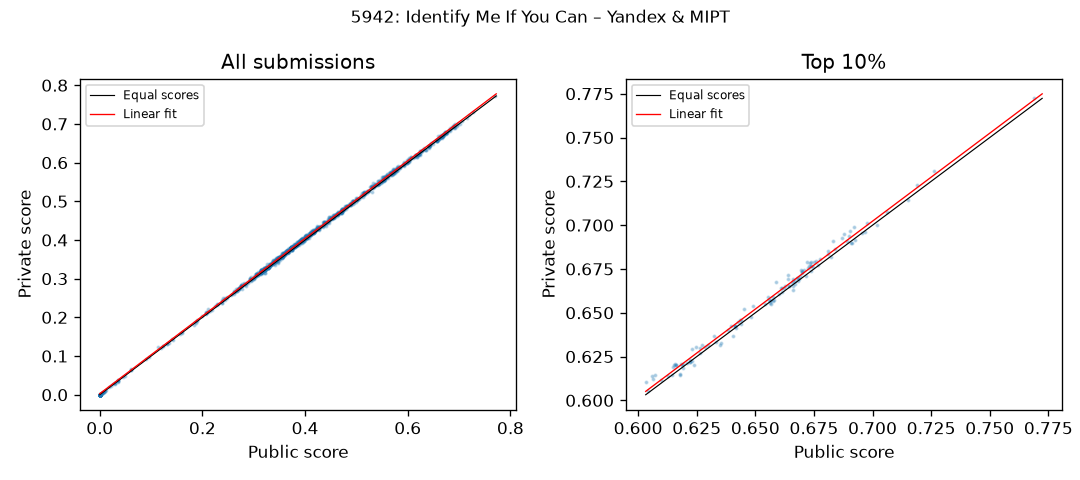 5942: Identify Me If You Can – Yandex & MIPT
All submissions
Equal scores
Linear fit
Private score
0.8
0.7
0.6
0.5
0.4
0.3
0.2
0.1
0.0
0.0 0.2 0.4 0.6 0.8
Public score
Top 10%
Equal scores
Linear fit
Private score
0.775
0.750
0.725
0.700
0.675
0.650
0.625
0.600
0.600 0.625 0.650 0.675 0.700 0.725 0.750 0.775
Public score